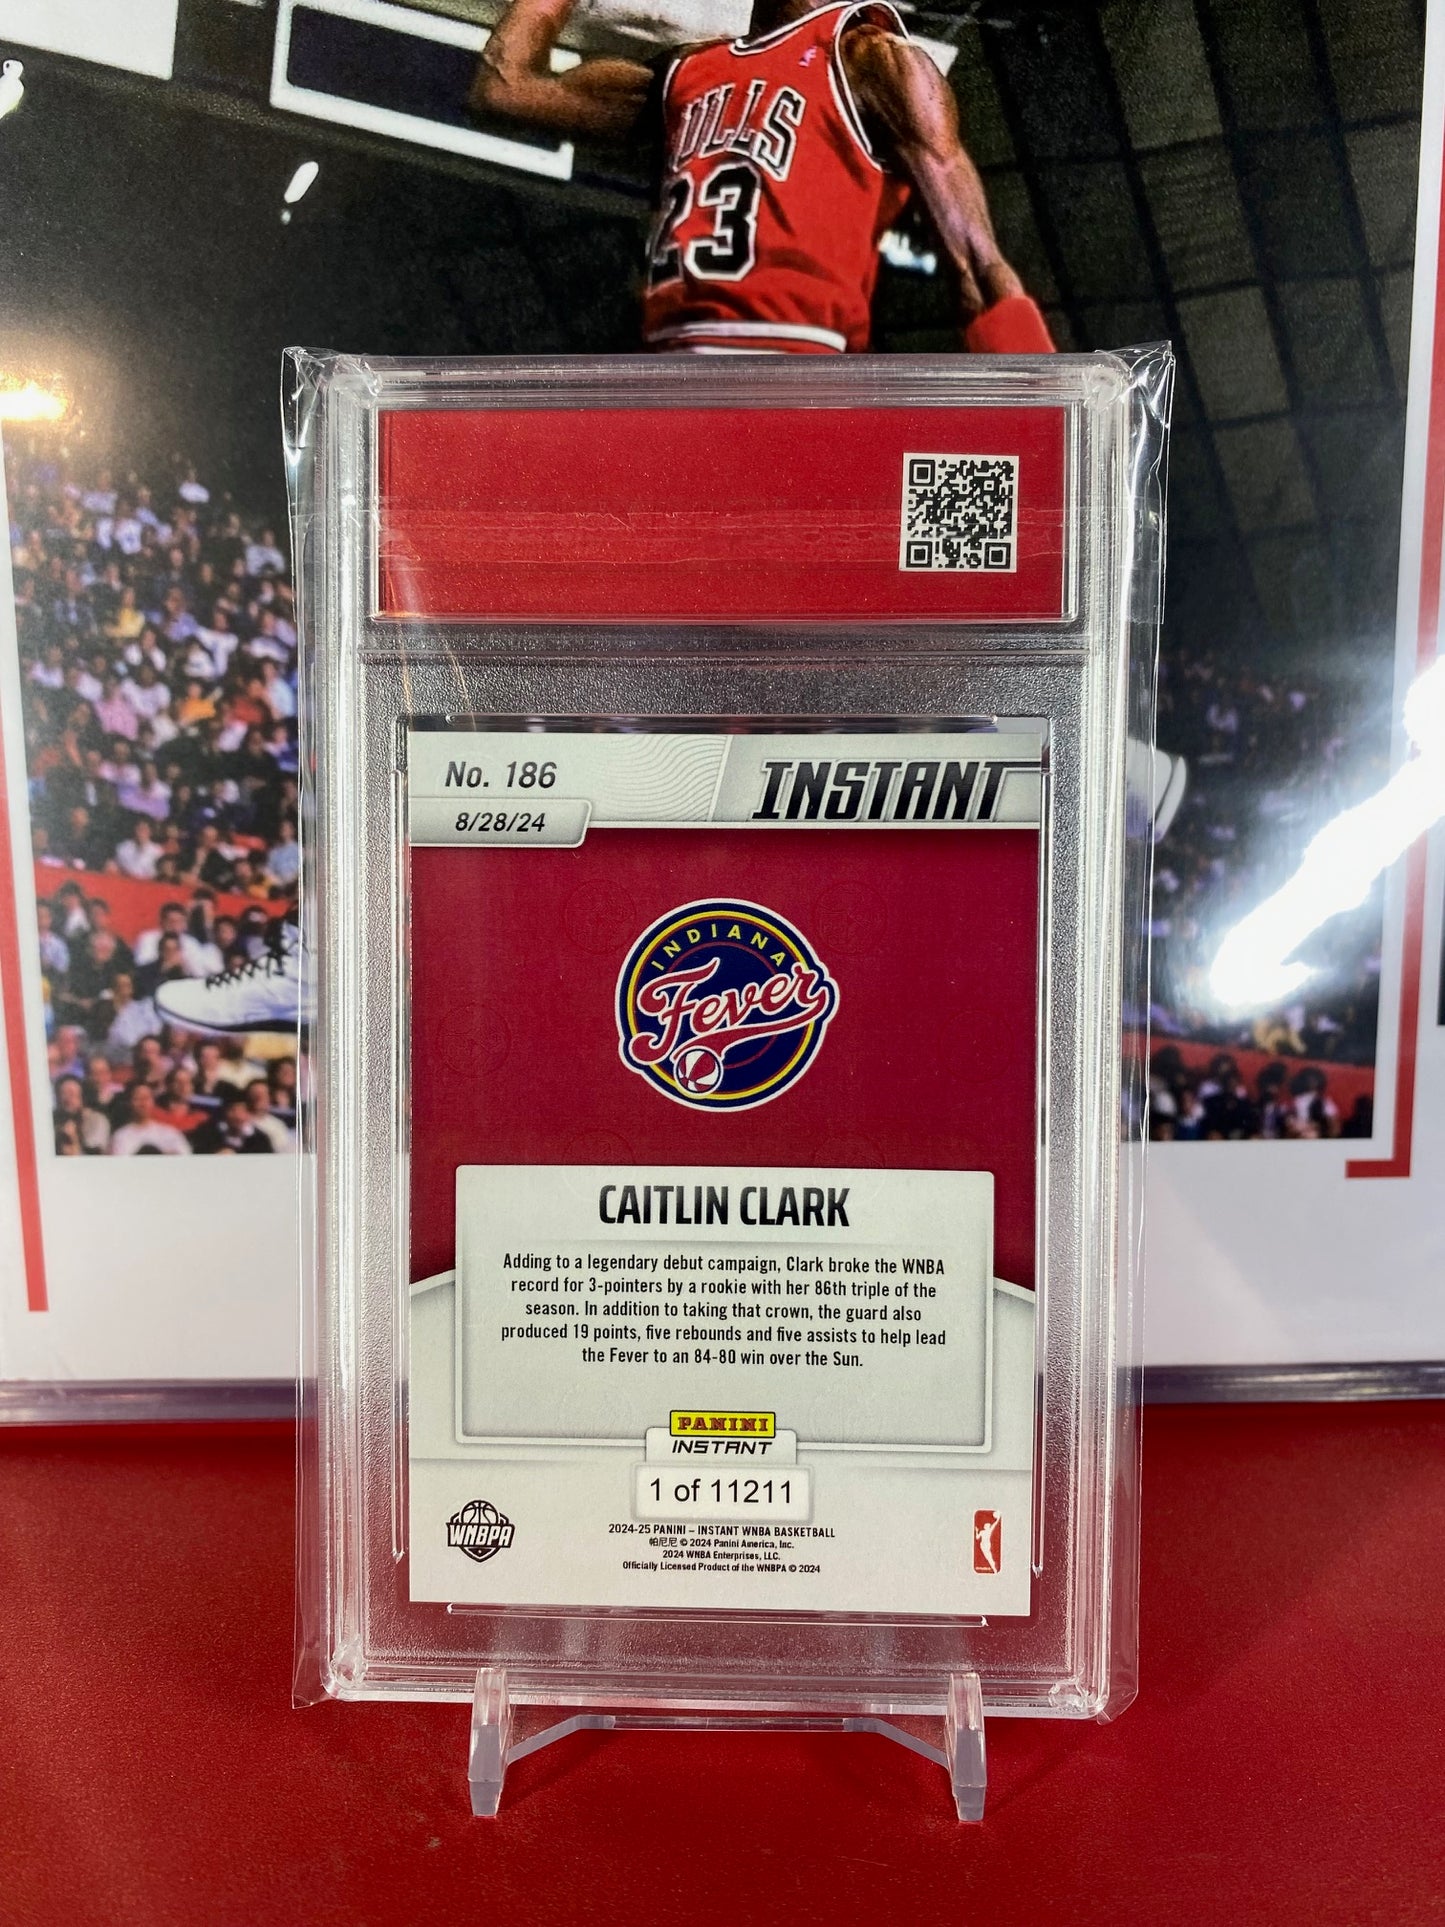 23
No. 186
INSTANT
8/28/24
INDIANA
Fever
CAITLIN CLARK
Adding to a legendary debut campaign, Clark broke the WNBA
record for 3-pointers by a rookie with her 86th triple of the
season. In addition to taking that crown, the guard also
produced 19 points, five rebounds and five assists to help lead
the Fever to an 84-80 win over the Sun.
PANINI
INSTANT
1 of 11211
WNBPA
2024-25 PANINI – INSTANT WNBA BASKETBALL
帕尼尼 © 2024 Panini America, Inc.
2024 WNBA Enterprises, LLC.
Officially Licensed Product of the WNBPA © 2024